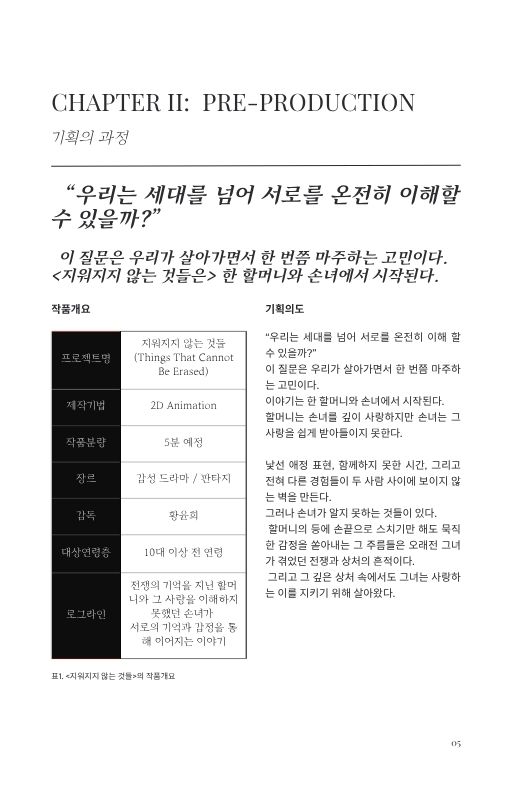 CHAPTER II: PRE-PRODUCTION
기획의 과정
“우리는 세대를 넘어 서로를 온전히 이해할
수 있을까?”
이 질문은 우리가 살아가면서 한 번쯤 마주하는 고민이다.
<지워지지 않는 것들은> 한 할머니와 손녀에서 시작된다.
작품개요
프로젝트명
지워지지 않는 것들
(Things That Cannot
Be Erased)
제작기법
2D Animation
작품분량
5분 예정
장르
감성 드라마 / 판타지
감독
황윤희
대상연령층
10대 이상 전 연령
로그라인
전쟁의 기억을 지닌 할머
니와 그 사랑을 이해하지
못했던 손녀가
서로의 기억과 감정을 통
해 이어지는 이야기
표1. <지워지지 않는 것들>의 작품개요
기획의도
“우리는 세대를 넘어 서로를 온전히 이해 할
수 있을까?”
이 질문은 우리가 살아가면서 한 번쯤 마주하
는 고민이다.
이야기는 한 할머니와 손녀에서 시작된다.
할머니는 손녀를 깊이 사랑하지만 손녀는 그
사랑을 쉽게 받아들이지 못한다.
낯선 애정 표현, 함께하지 못한 시간, 그리고
전혀 다른 경험들이 두 사람 사이에 보이지 않
는 벽을 만든다.
그러나 손녀가 알지 못하는 것들이 있다.
할머니의 등에 손끝으로 스치기만 해도 묵직
한 감정을 쏟아내는 그 주름들은 오래전 그녀
가 겪었던 전쟁과 상처의 흔적이다.
그리고 그 깊은 상처 속에서도 그녀는 사랑하
는 이를 지키기 위해 살아왔다.
05